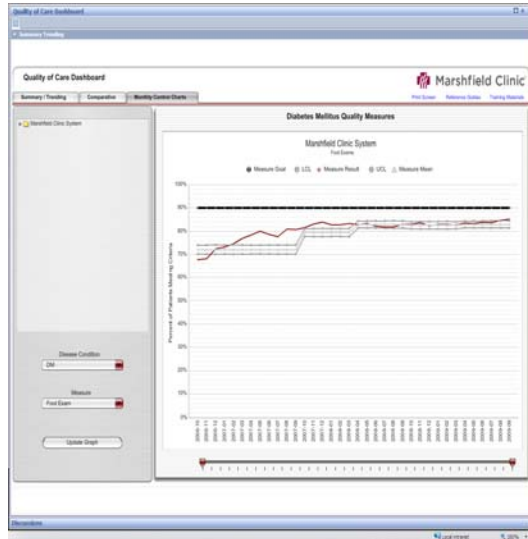 Quality of Care Dashboard
Summary Trending
Quality of Care Dashboard
Marshfield Clinic
Summary / Trending
Comparative
Monthly Control Charts
Print Screen
Reference Guides
Training Materials
Marshfield Clinic System
Diabetes Mellitus Quality Measures
Marshfield Clinic System
Foot Exams
Measure Goal
LCL
Measure Result
UCL
Measure Mean
100%
90%
80%
70%
60%
50%
40%
30%
20%
10%
0%
Percent of Patients Meeting Criteria
Disease Condition
DM
Measure
Foot Exam
Update Graph
Discussions
Local intranet
100%